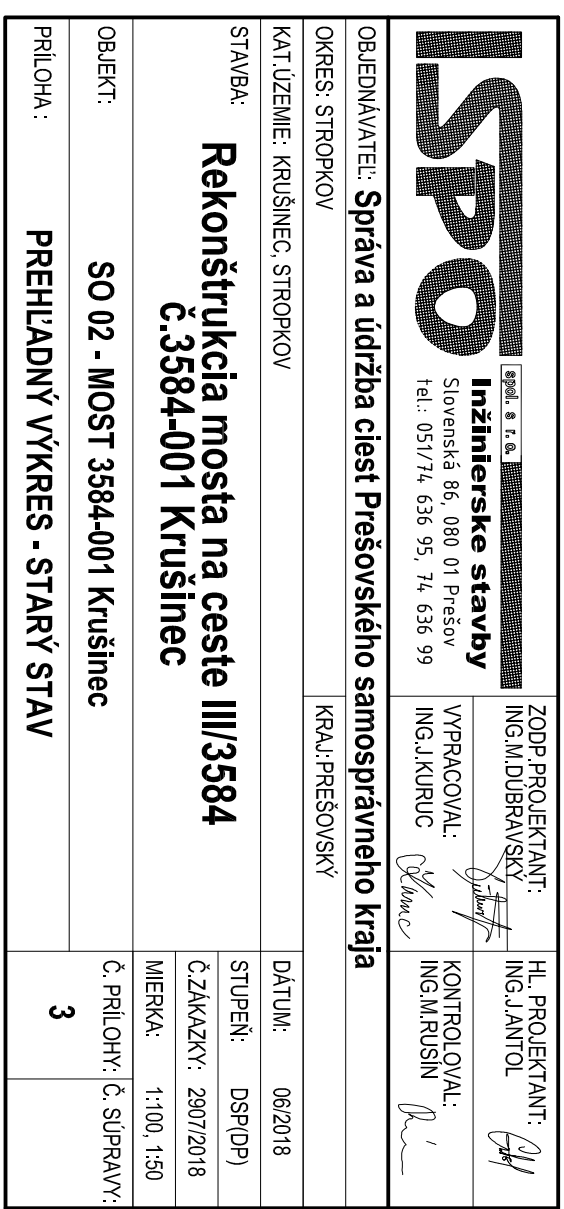 ISPO
spol. s r. o.
Inžinierske stavby
Slovenská 86, 080 01 Prešov
tel.: 051/74 636 95, 74 636 99
ZODP.PROJEKTANT:
ING.M.DÚBRAVSKÝ
HL. PROJEKTANT:
ING.J.ANTOL
VYPRACOVAL:
ING.J.KURUC
KONTROLOVAL:
ING.M.RUSÍN
OBJEDNÁVATEĽ: Správa a údržba ciest Prešovského samosprávneho kraja
OKRES: STROPKOV
KRAJ:PREŠOVSKÝ
KAT.ÚZEMIE: KRUŠINEC, STROPKOV
DÁTUM: 06/2018
STAVBA: Rekonštrukcia mosta na ceste III/3584
č.3584-001 Krušinec
STUPEŇ: DSP(DP)
Č.ZÁKAZKY: 2907/2018
MIERKA: 1:100, 1:50
OBJEKT: SO 02 - MOST 3584-001 Krušinec
Č. PRÍLOHY: Č. SÚPRAVY:
PRÍLOHA : PREHĽADNÝ VÝKRES - STARÝ STAV
3